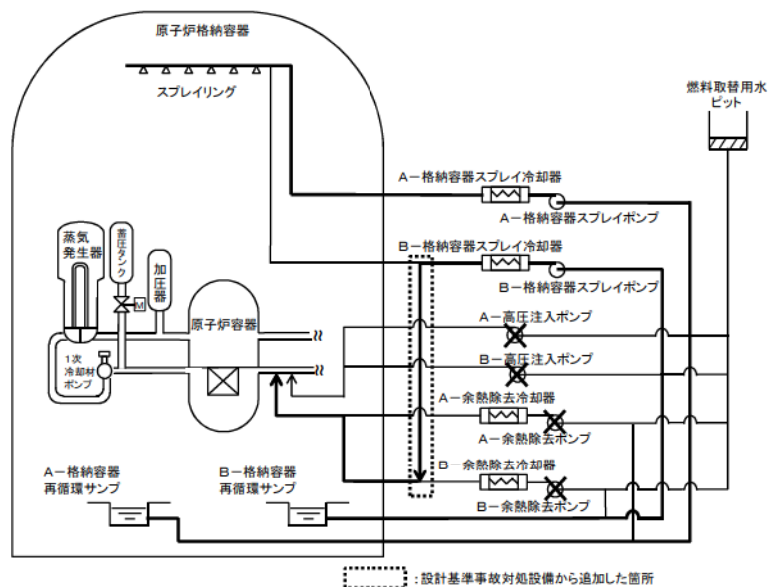 原子炉格納容器
スプレイリング
燃料取替用水
ピット
A-格納容器スプレイ冷却器
A-格納容器スプレイポンプ
B-格納容器スプレイ冷却器
B-格納容器スプレイポンプ
蒸気
発生器
蓄圧タンク
加圧器
M
原子炉容器
1次
冷却材
ポンプ
A-高圧注入ポンプ
B-高圧注入ポンプ
A-余熱除去冷却器
A-余熱除去ポンプ
B-余熱除去冷却器
B-余熱除去ポンプ
A-格納容器
再循環サンプ
B-格納容器
再循環サンプ
:設計基準事故対処設備から追加した箇所